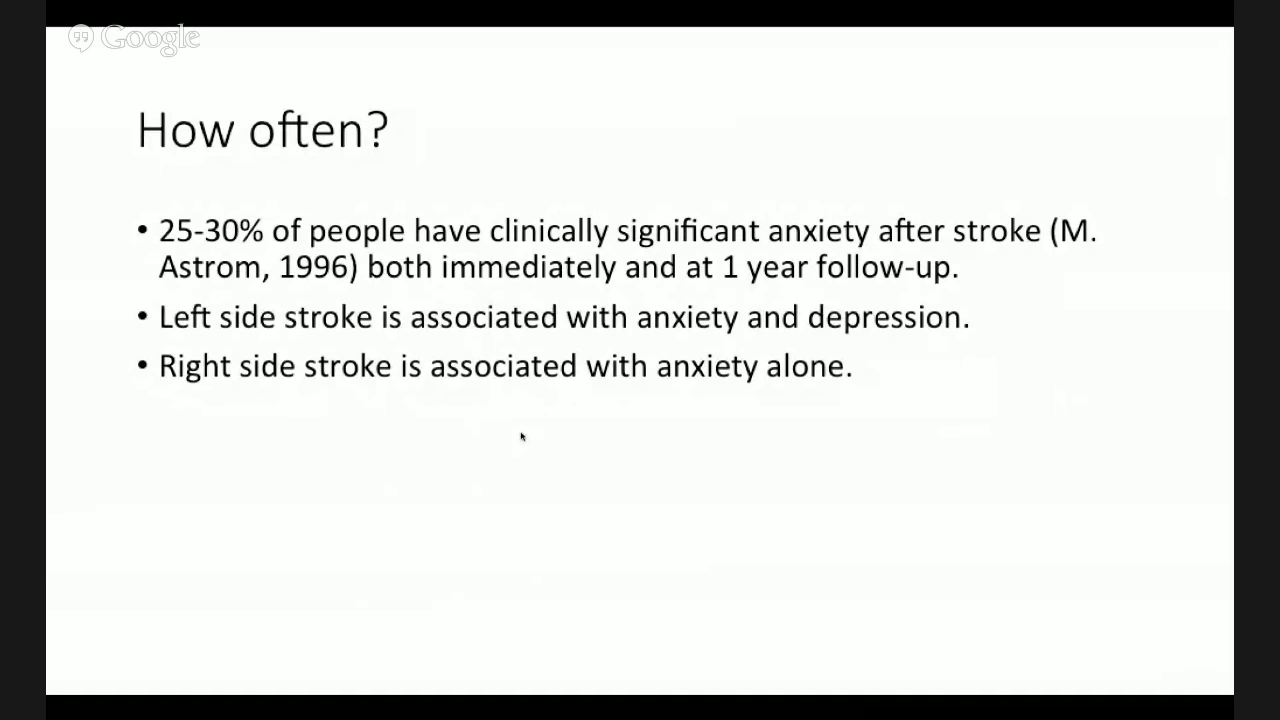 Google
How often?
• 25-30% of people have clinically significant anxiety after stroke (M.
Astrom, 1996) both immediately and at 1 year follow-up.
• Left side stroke is associated with anxiety and depression.
• Right side stroke is associated with anxiety alone.